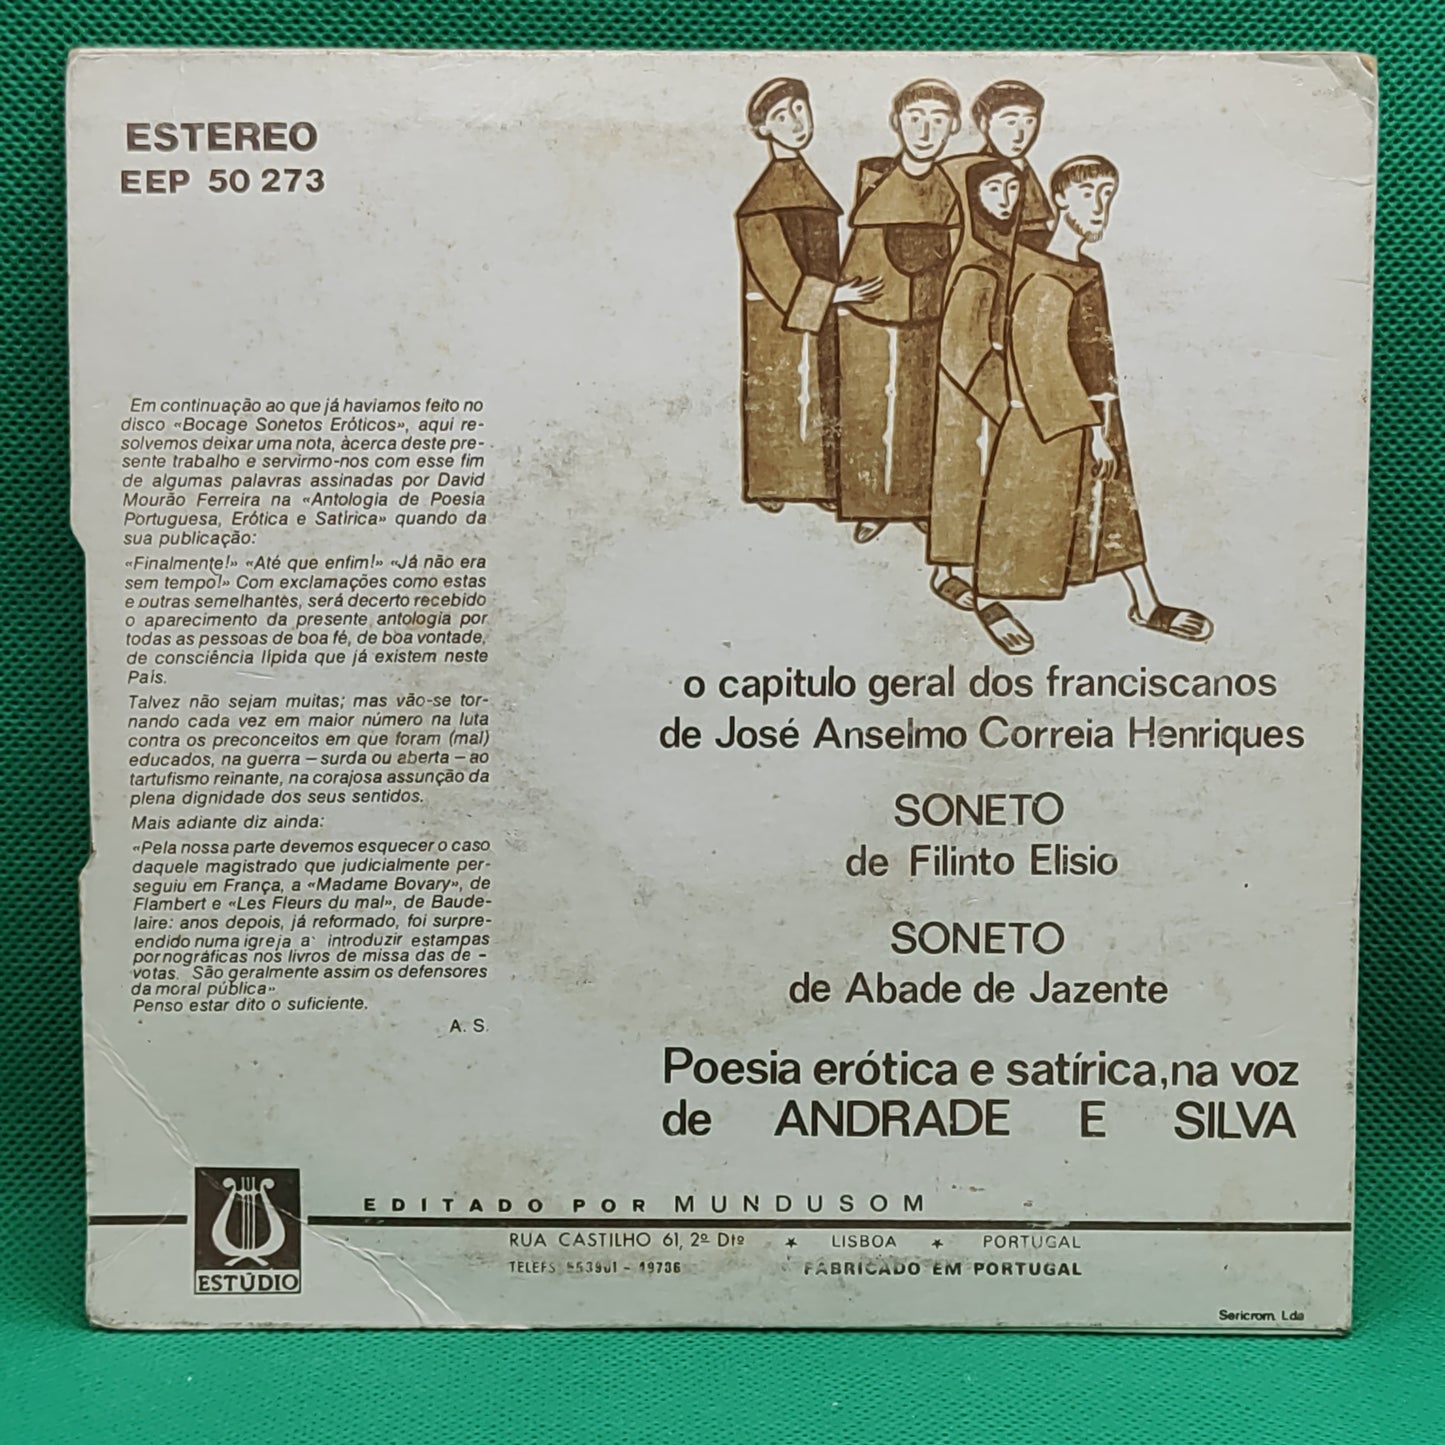 ESTEREO
EEP 50 273
Em continuação ao que já haviamos feito no
disco «Bocage Sonetos Eróticos», aqui re-
solvemos deixar uma nota, àcerca deste pre-
sente trabalho e servirmo-nos com esse fim
de algumas palavras assinadas por David
Mourão Ferreira na «Antologia de Poesia
Portuguesa, Erótica e Satírica» quando da
sua publicação:
«Finalmente!» «Até que enfim!» «Já não era
sem tempo!» Com exclamações como estas
e outras semelhantes, será decerto recebido
o aparecimento da presente antologia por
todas as pessoas de boa fé, de boa vontade,
de consciência lípida que já existem neste
País.
Talvez não sejam muitas; mas vão-se tor-
nando cada vez em maior número na luta
contra os preconceitos em que foram (mal)
educados, na guerra – surda ou aberta – ao
tartufismo reinante, na corajosa assunção da
plena dignidade dos seus sentidos.
Mais adiante diz ainda:
«Pela nossa parte devemos esquecer o caso
daquele magistrado que judicialmente per-
seguiu em França, a «Madame Bovary», de
Flambert e «Les Fleurs du mal», de Baude-
laire: anos depois, já reformado, foi surpre-
endido numa igreja a introduzir estampas
pornográficas nos livros de missa das de -
votas. São geralmente assim os defensores
da moral pública»
Penso estar dito o suficiente.
A. S.
o capitulo geral dos franciscanos
de José Anselmo Correia Henriques
SONETO
de Filinto Elisio
SONETO
de Abade de Jazente
Poesia erótica e satírica,na voz
de ANDRADE E SILVA
EDITADO POR MUNDUSOM
RUA CASTILHO 61, 2º Dtº ★ LISBOA ★ PORTUGAL
TELEFS 553901 - 49736 FABRICADO EM PORTUGAL
ESTÚDIO
Sericrom. Lda